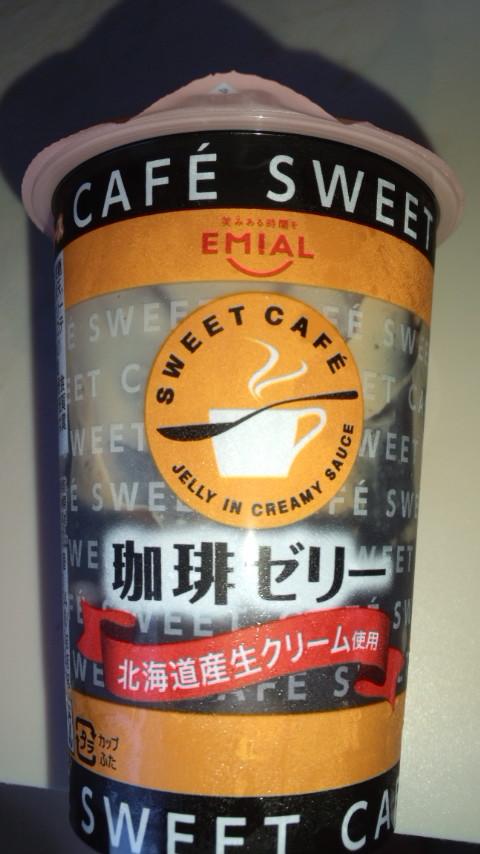 CAFÉ SWEET
笑みある時間を
EMIAL
SWEET CAFÉ
JELLY IN CREAMY SAUCE
珈琲ゼリー
北海道産生クリーム使用
プラ
カップ
ふた
SWEET CA